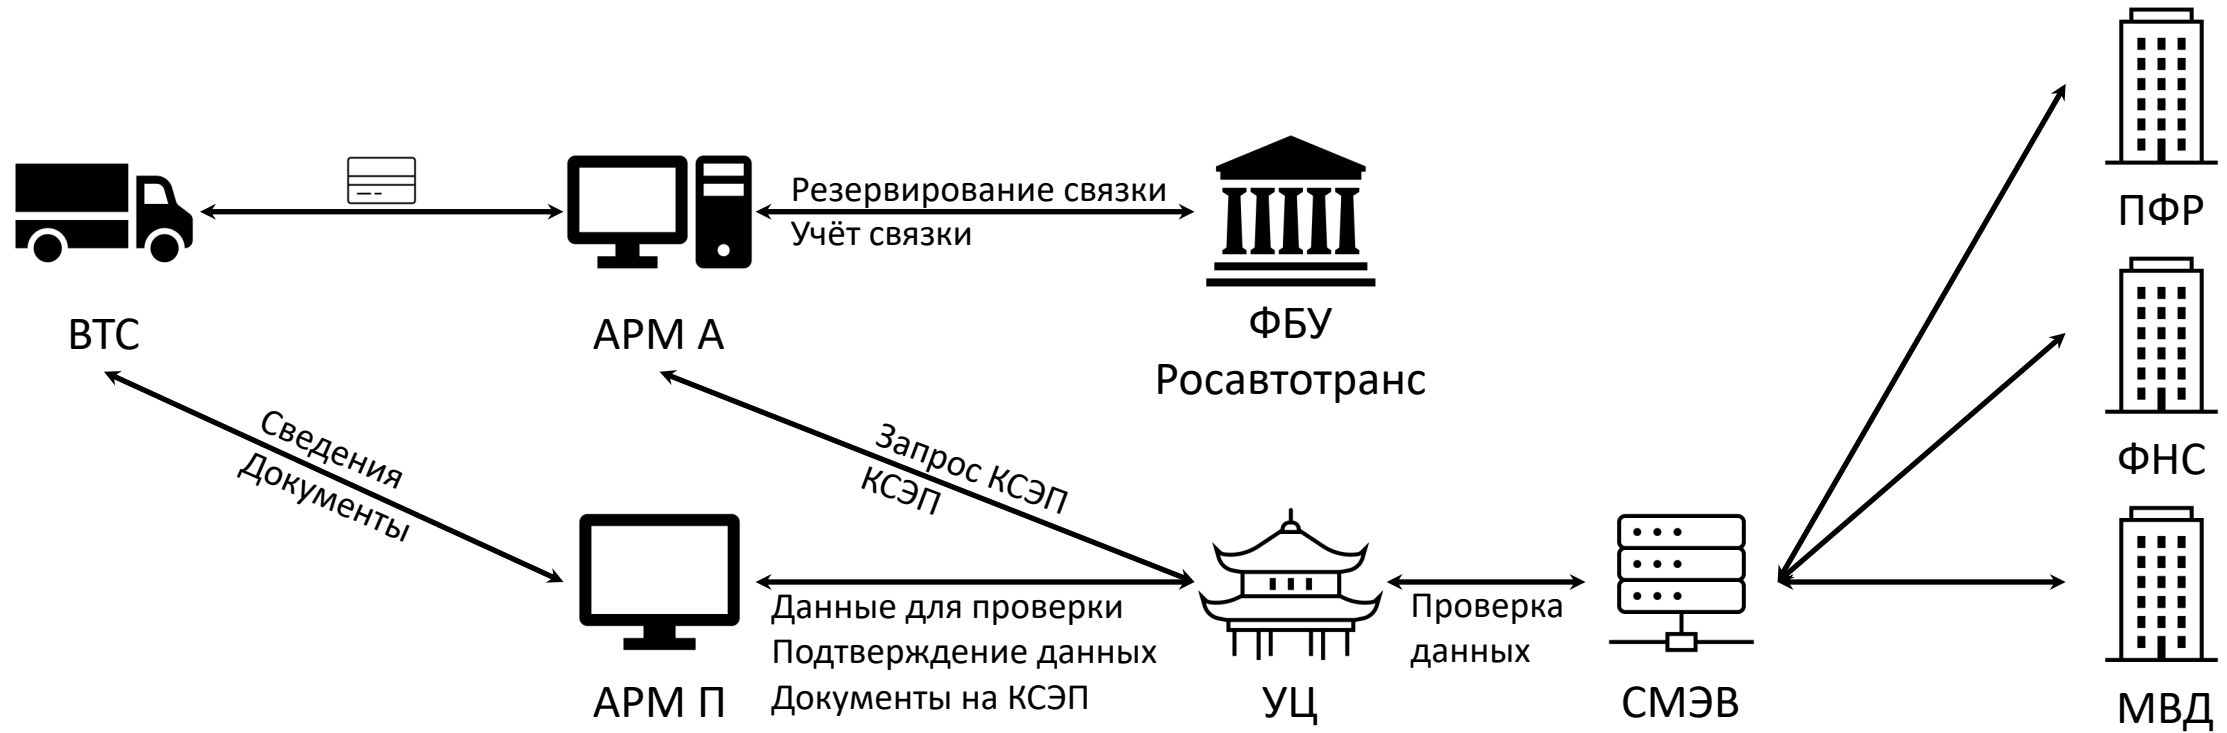 Резервирование связки
Учёт связки
ВТС
АРМ А
ФБУ
Росавтотранс
ПФР
Сведения
Документы
Запрос КСЭП
КСЭП
ФНС
Данные для проверки
Подтверждение данных
Документы на КСЭП
Проверка
данных
АРМ П
УЦ
СМЭВ
МВД